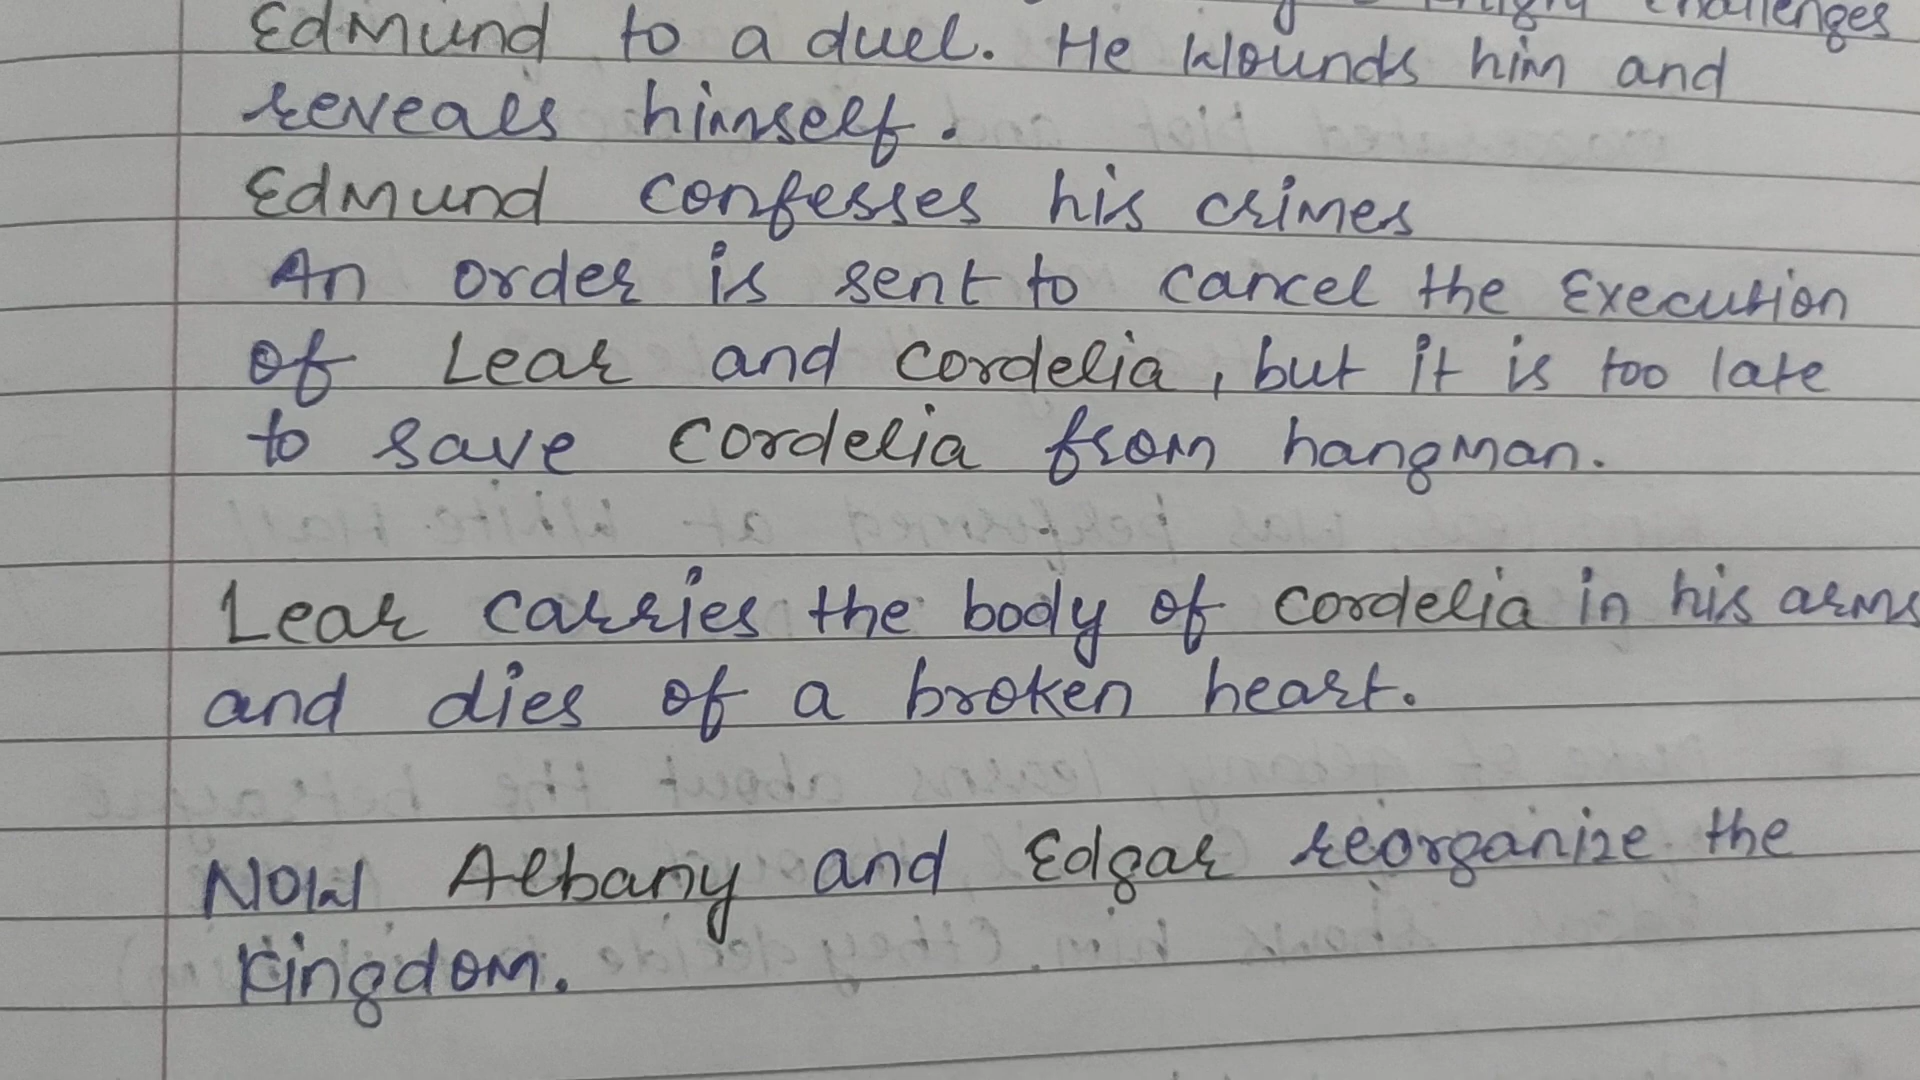 challenges
Edmund to a duel. He wounds him and
reveals himself.
Edmund confesses his crimes
An order is sent to cancel the Execution
of Lear and Cordelia, but it is too late
to save Cordelia from hangman.
Lear carries the body of Cordelia in his arms
and dies of a broken heart.
Now Albany and Edgar reorganize the
Kingdom.